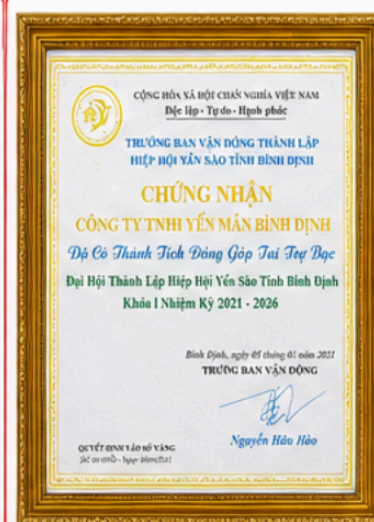 CỘNG HÒA XÃ HỘI CHỦ NGHĨA VIỆT NAM
Độc lập - Tự do - Hạnh phúc
TRƯỞNG BAN VẬN ĐỘNG THÀNH LẬP
HIỆP HỘI YẾN SÀO TỈNH BÌNH ĐỊNH
CHỨNG NHẬN
CÔNG TY TNHH YẾN MẢN BÌNH ĐỊNH
Đã Có Thành Tích Đóng Góp Tài Trợ Bạc
Đại Hội Thành Lập Hiệp Hội Yến Sào Tỉnh Bình Định
Khóa I Nhiệm Kỳ 2021 - 2026
Bình Định, ngày 05 tháng 01 năm 2021
TRƯỞNG BAN VẬN ĐỘNG
Nguyễn Hữu Hào
QUYẾT ĐỊNH VÀO SỔ VÀNG